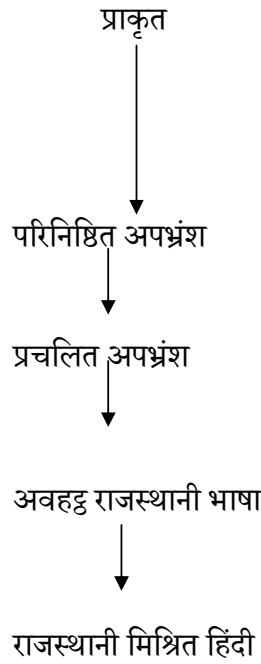 प्राकृत
परिनिष्ठित अपभ्रंश
प्रचलित अपभ्रंश
अवहट्ठ राजस्थानी भाषा
राजस्थानी मिश्रित हिंदी